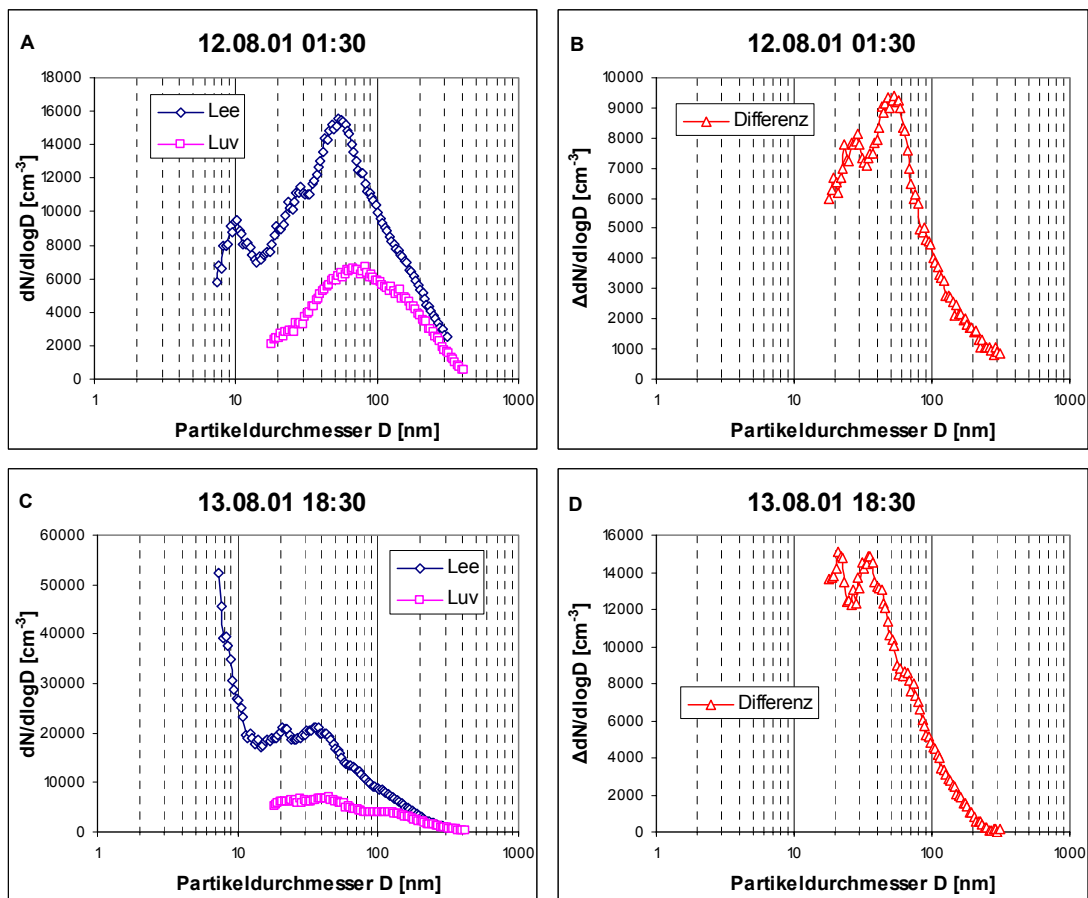 A
12.08.01 01:30
dN/dlogD [cm-3]
18000
16000
14000
12000
10000
8000
6000
4000
2000
0
Lee
Luv
1 10 100 1000
Partikeldurchmesser D [nm]
B
12.08.01 01:30
ΔdN/dlogD [cm-3]
10000
9000
8000
7000
6000
5000
4000
3000
2000
1000
0
Differenz
1 10 100 1000
Partikeldurchmesser D [nm]
C
13.08.01 18:30
dN/dlogD [cm-3]
60000
50000
40000
30000
20000
10000
0
Lee
Luv
1 10 100 1000
Partikeldurchmesser D [nm]
D
13.08.01 18:30
ΔdN/dlogD [cm-3]
16000
14000
12000
10000
8000
6000
4000
2000
0
Differenz
1 10 100 1000
Partikeldurchmesser D [nm]